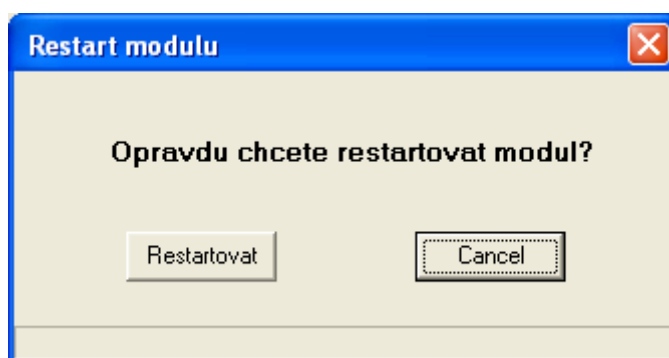 Restart modulu
Opravdu chcete restartovat modul?
Restartovat
Cancel